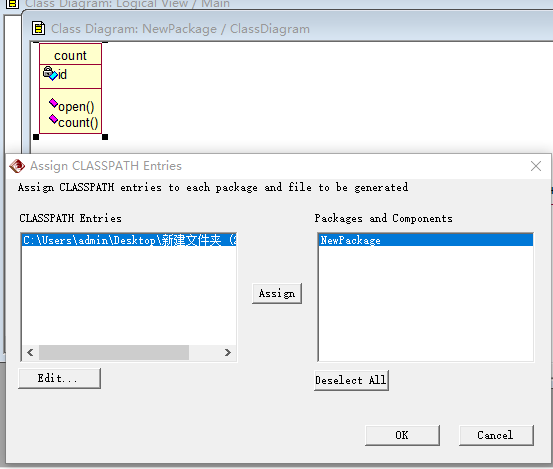 Class Diagram: Logical View / Main
Class Diagram: NewPackage / ClassDiagram
count
id
open()
count()
Assign CLASSPATH Entries
Assign CLASSPATH entries to each package and file to be generated
CLASSPATH Entries
Packages and Components
C:\Users\admin\Desktop\新建文件夹 (2
NewPackage
Assign
Edit...
Deselect All
OK
Cancel